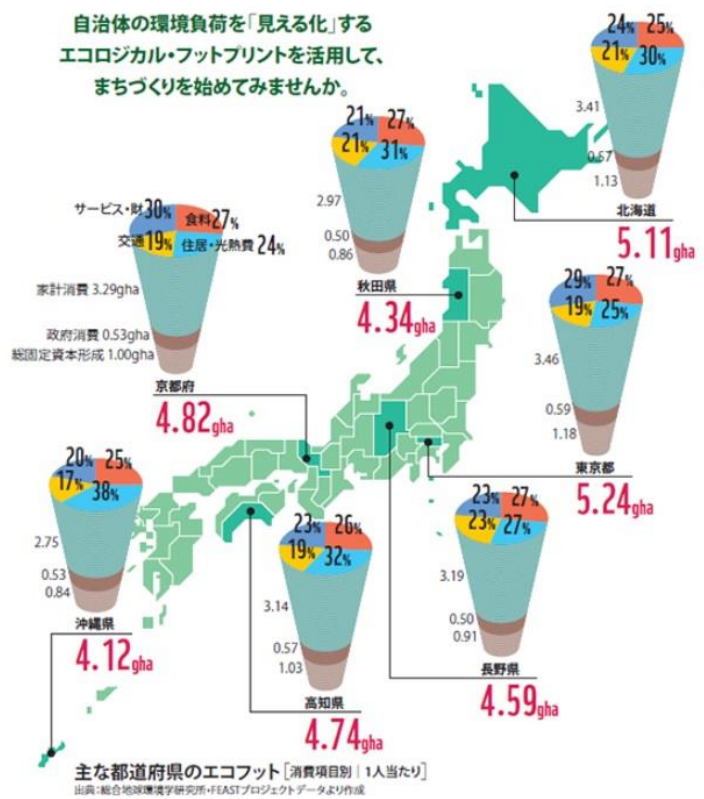 自治体の環境負荷を「見える化」する
エコロジカル・フットプリントを活用して、
まちづくりを始めてみませんか。
24% 25%
21% 30%
3.41
0.57
1.13
北海道
5.11gha
21% 27%
21% 31%
2.97
0.50
0.86
秋田県
4.34gha
サービス・財 30% 食料 27%
交通 19% 住居・光熱費 24%
家計消費 3.29gha
政府消費 0.53gha
総固定資本形成 1.00gha
京都府
4.82gha
29% 27%
19% 25%
3.46
0.59
1.18
東京都
5.24gha
20% 25%
17% 38%
2.75
0.53
0.84
沖縄県
4.12gha
23% 26%
19% 32%
3.14
0.57
1.03
高知県
4.74gha
23% 27%
23% 27%
3.19
0.50
0.91
長野県
4.59gha
主な都道府県のエコフット[消費項目別|1人当たり]
出典:総合地球環境学研究所・FEASTプロジェクトデータより作成